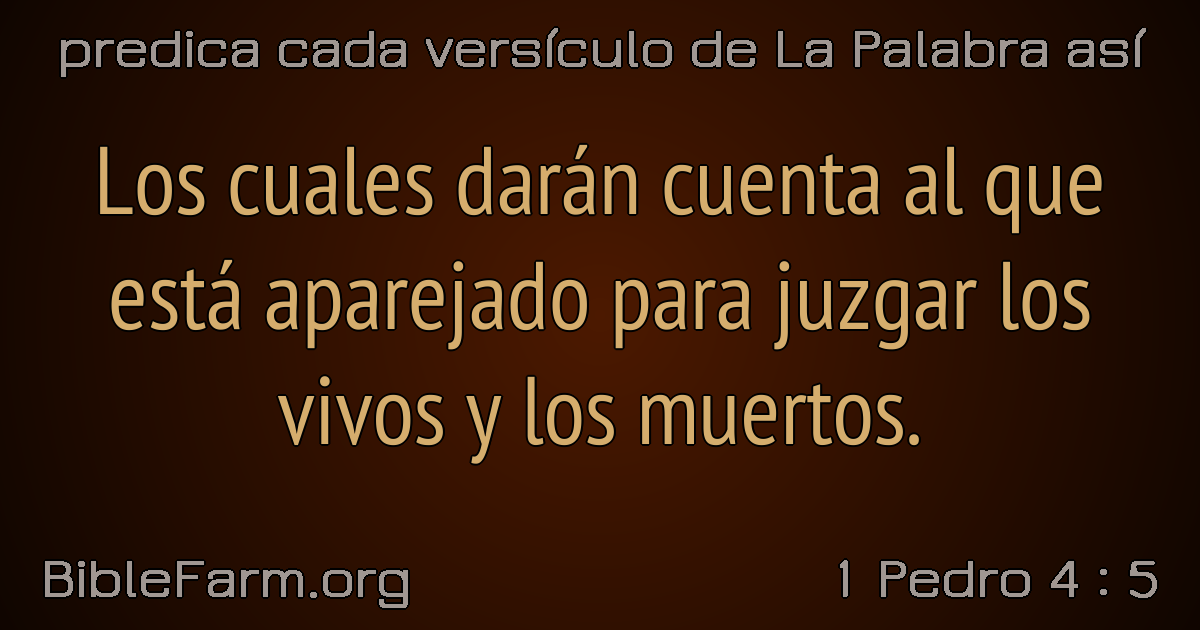 predica cada versículo de La Palabra así
Los cuales darán cuenta al que
está aparejado para juzgar los
vivos y los muertos.
BibleFarm.org
1 Pedro 4 : 5